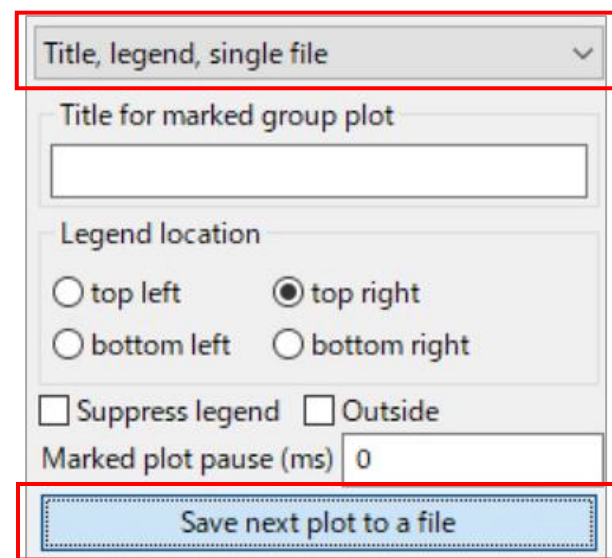 Title, legend, single file
Title for marked group plot
Legend location
top left top right
bottom left bottom right
Suppress legend Outside
Marked plot pause (ms) 0
Save next plot to a file